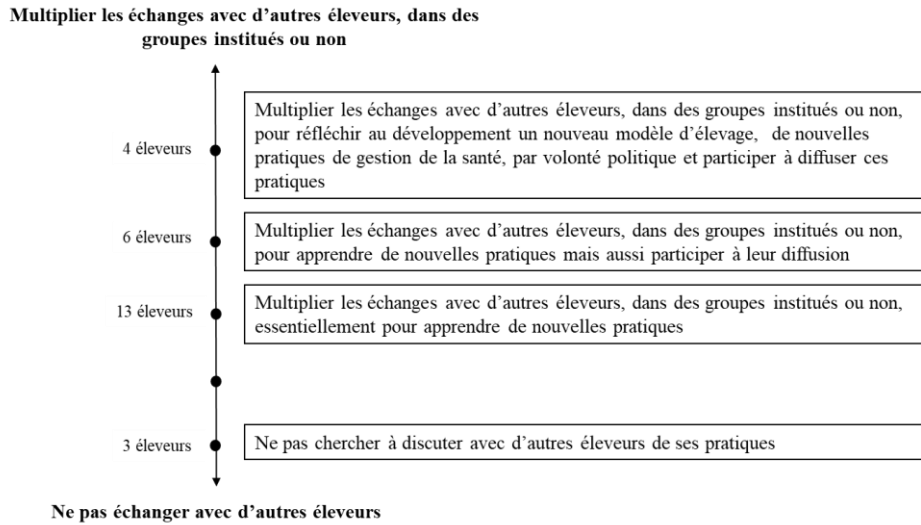 Multiplier les échanges avec d'autres éleveurs, dans des
groupes institués ou non
4 éleveurs
Multiplier les échanges avec d'autres éleveurs, dans des groupes institués ou non,
pour réfléchir au développement un nouveau modèle d'élevage, de nouvelles
pratiques de gestion de la santé, par volonté politique et participer à diffuser ces
pratiques
6 éleveurs
Multiplier les échanges avec d'autres éleveurs, dans des groupes institués ou non,
pour apprendre de nouvelles pratiques mais aussi participer à leur diffusion
13 éleveurs
Multiplier les échanges avec d'autres éleveurs, dans des groupes institués ou non,
essentiellement pour apprendre de nouvelles pratiques
3 éleveurs
Ne pas chercher à discuter avec d'autres éleveurs de ses pratiques
Ne pas échanger avec d'autres éleveurs